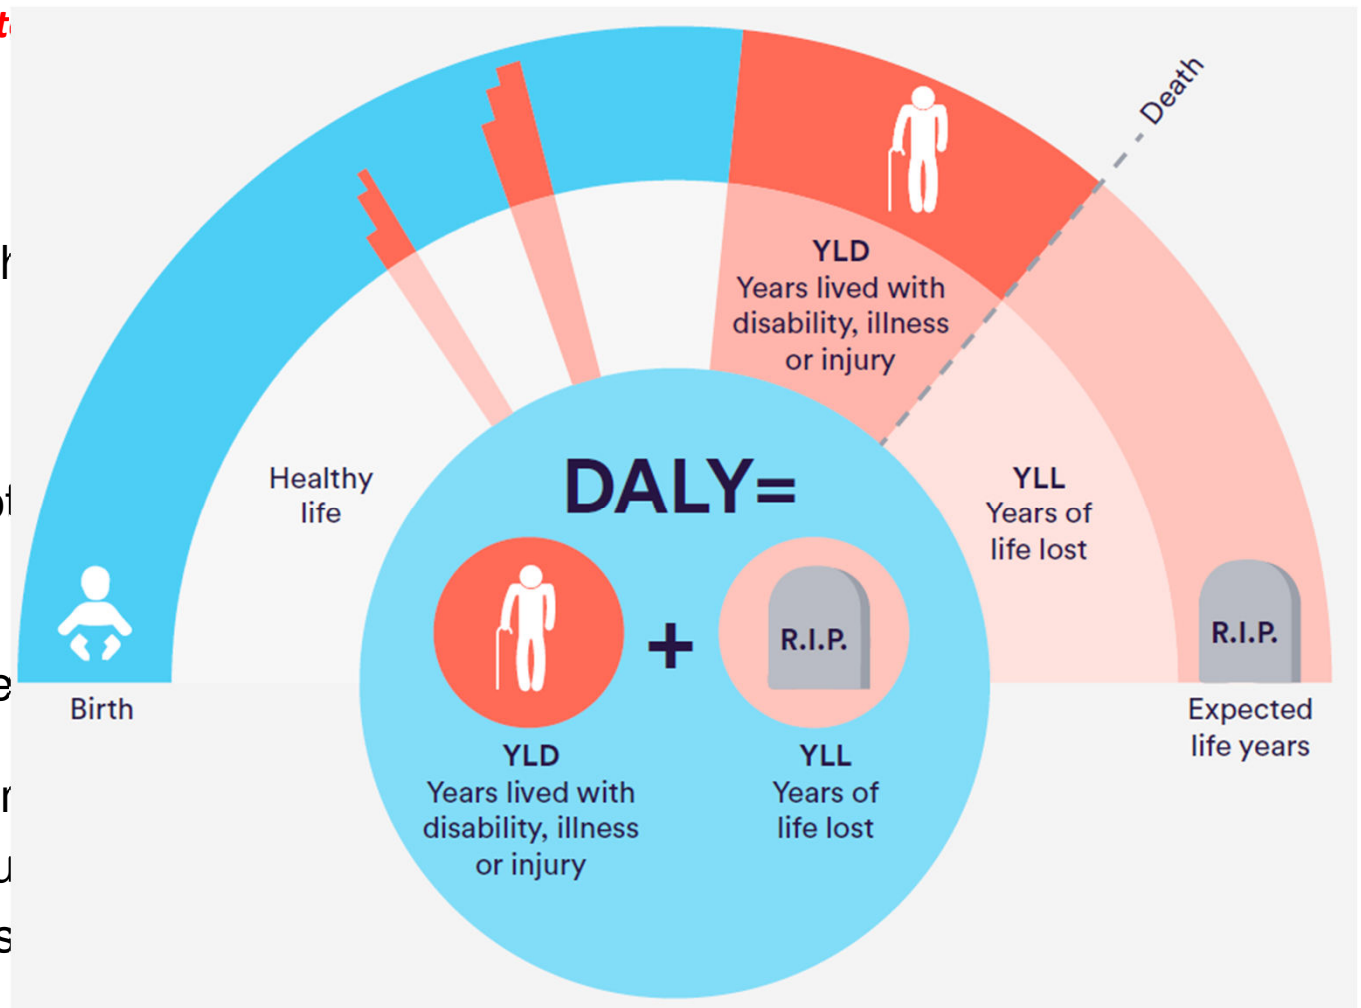 Death
YLD
Years lived with
disability, illness
or injury
Healthy
life
YLL
Years of
life lost
DALY=
+
R.I.P.
R.I.P.
Birth
Expected
life years
YLD
Years lived with
disability, illness
or injury
YLL
Years of
life lost